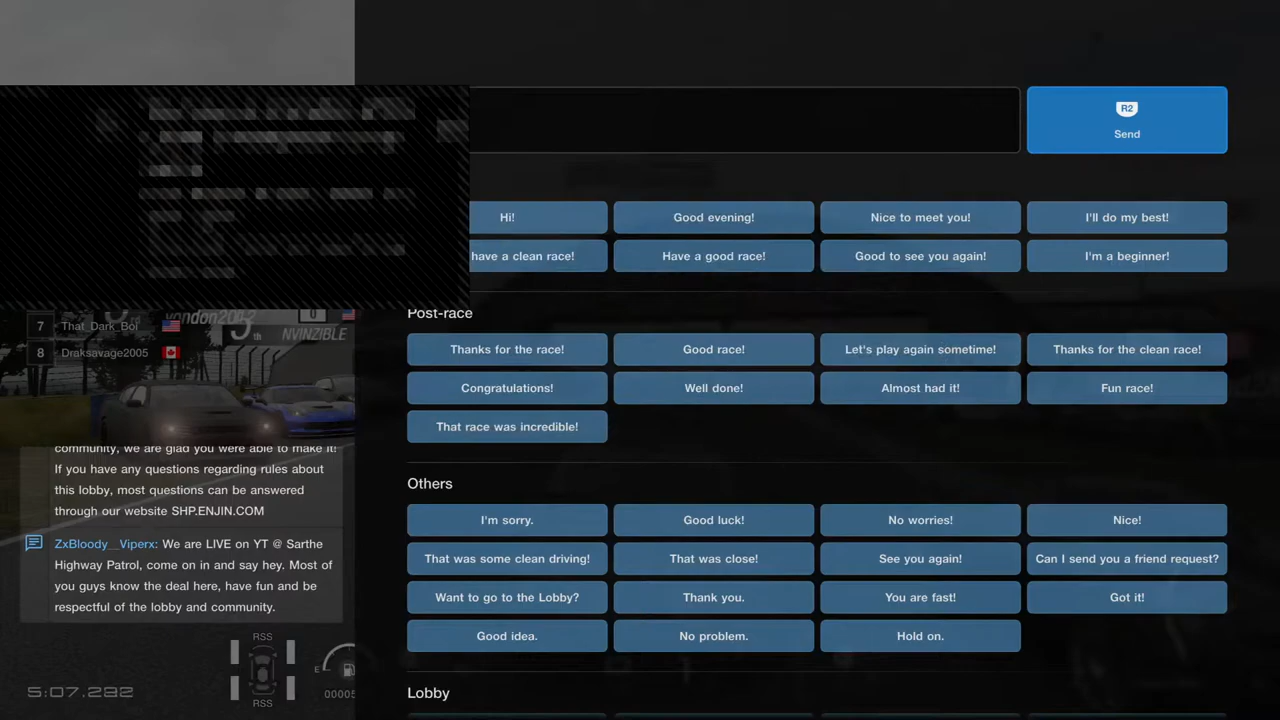 R2
Send
Hi! Good evening! Nice to meet you! I'll do my best!
have a clean race! Have a good race! Good to see you again! I'm a beginner!
Post-race
Thanks for the race! Good race! Let's play again sometime! Thanks for the clean race!
Congratulations! Well done! Almost had it! Fun race!
That race was incredible!
Others
I'm sorry. Good luck! No worries! Nice!
That was some clean driving! That was close! See you again! Can I send you a friend request?
Want to go to the Lobby? Thank you. You are fast! Got it!
Good idea. No problem. Hold on.
Lobby
0
th NVINZIBLE
7 That_Dark_Boi
8 Draksavage2005
community, we are glad you were able to make it!
If you have any questions regarding rules about
this lobby, most questions can be answered
through our website SHP.ENJIN.COM
ZxBloody__Viperx: We are LIVE on YT @ Sarthe
Highway Patrol, come on in and say hey. Most of
you guys know the deal here, have fun and be
respectful of the lobby and community.
RSS
E
5:07.292 RSS 00005